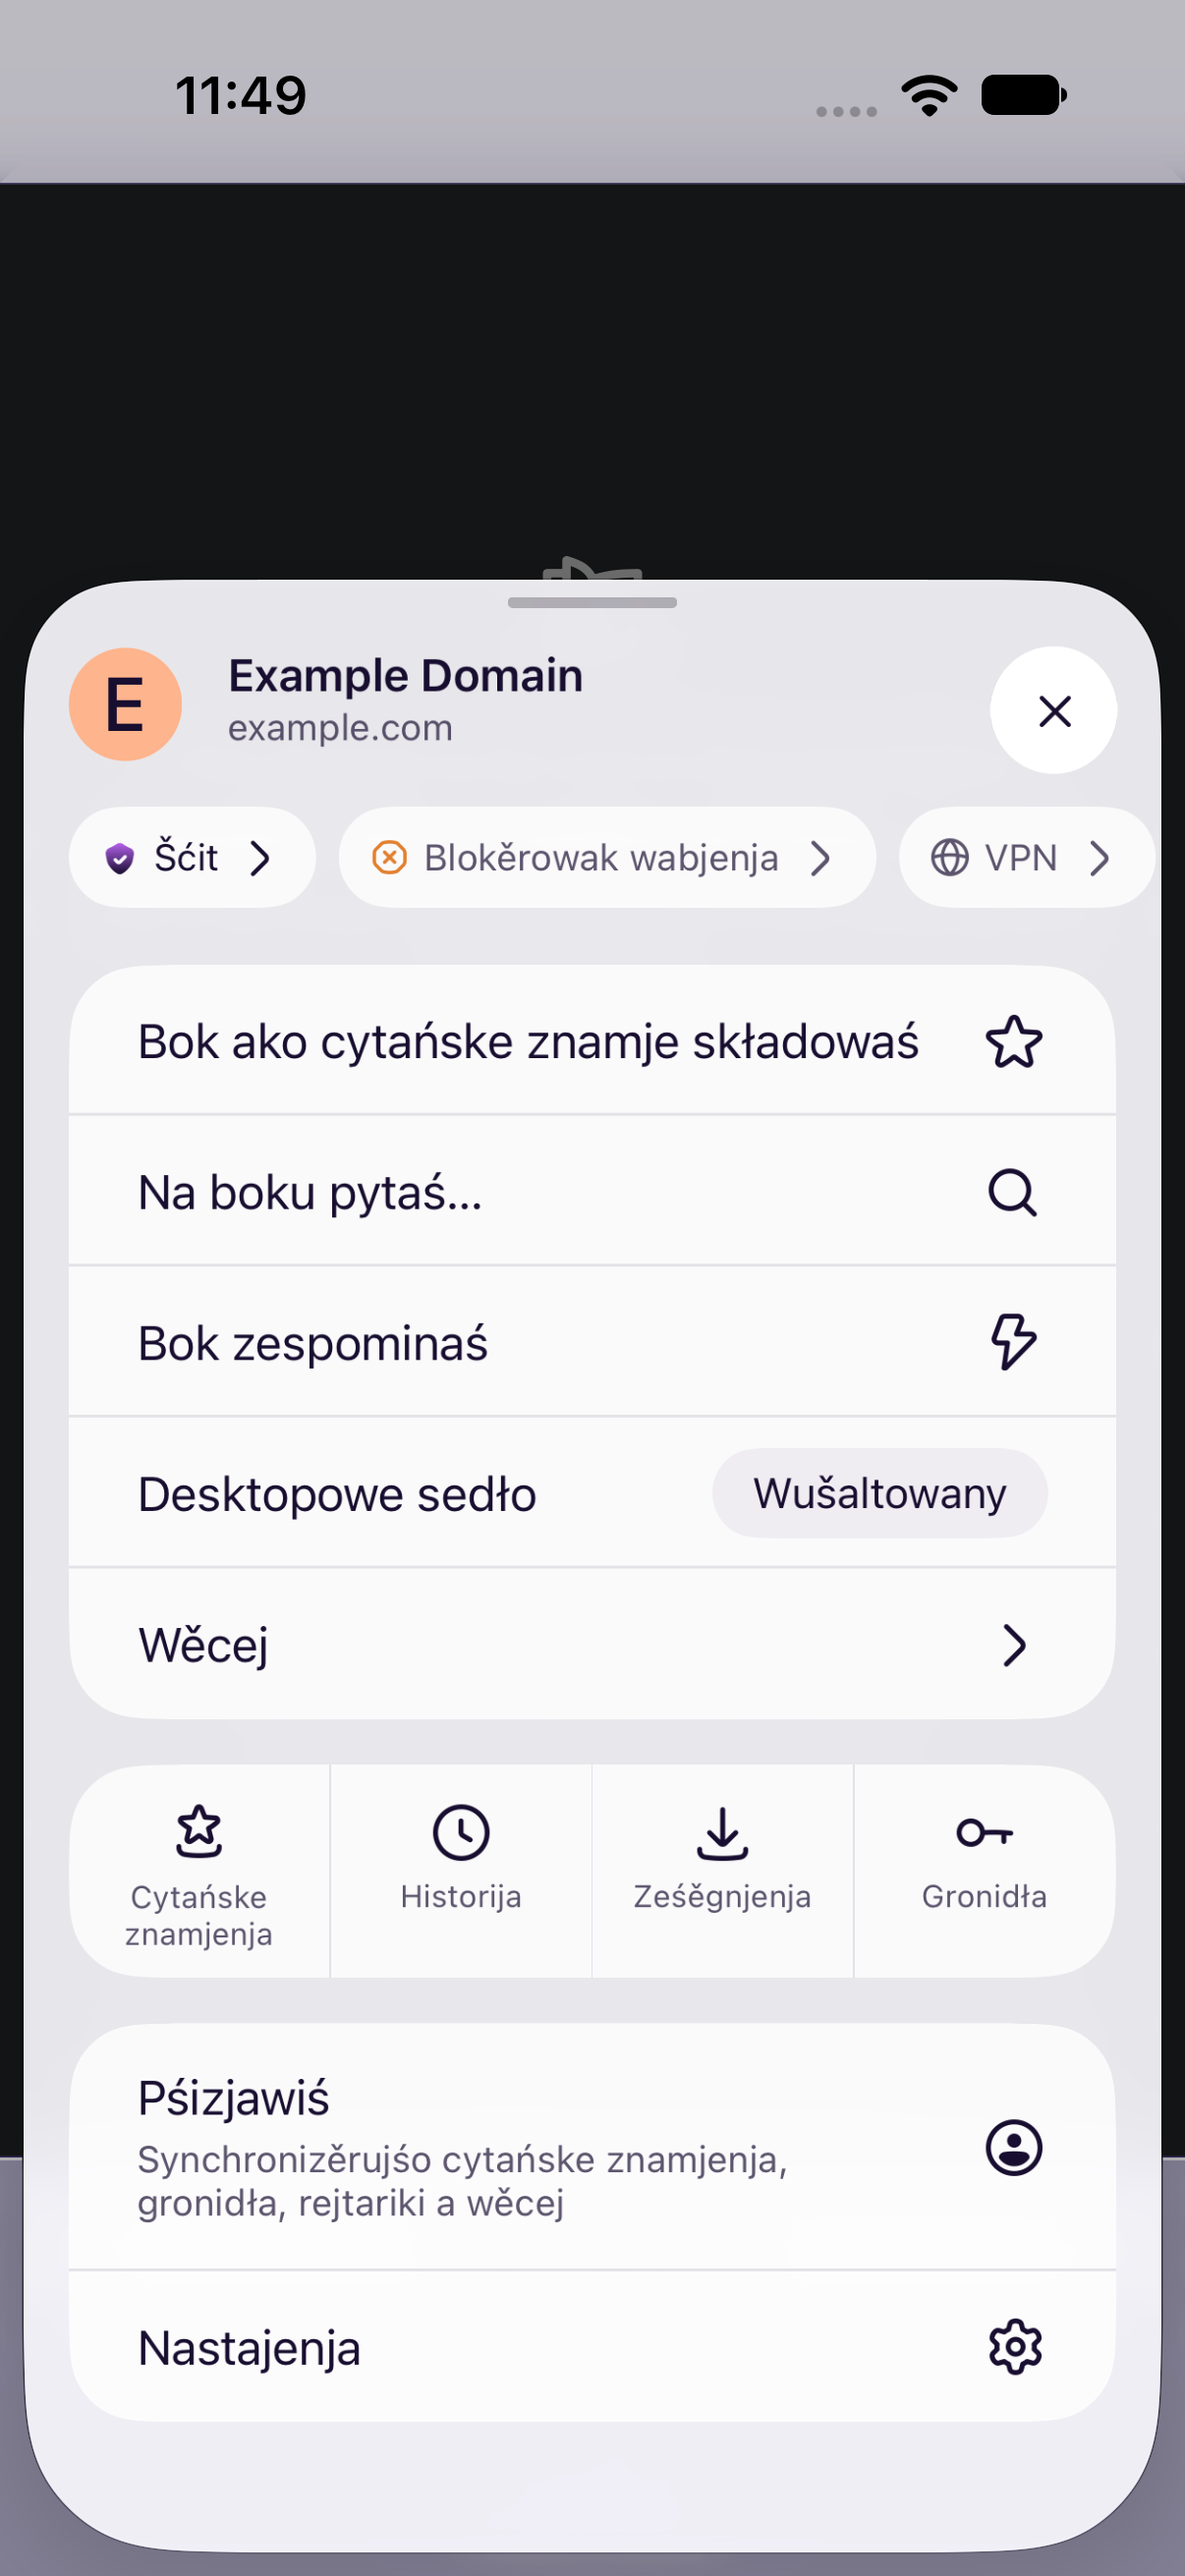 11:49
E
Example Domain
example.com
Šćit
Blokěrowak wabjenja
VPN
Bok ako cytańske znamje składowaś
Na boku pytaś...
Bok zespominaś
Desktopowe sedło
Wušaltowany
Wěcej
Cytańske
znamjenja
Historija
Ześěgnjenja
Gronidła
Pśizjawiś
Synchronizěrujśo cytańske znamjenja,
gronidła, rejtariki a wěcej
Nastajenja